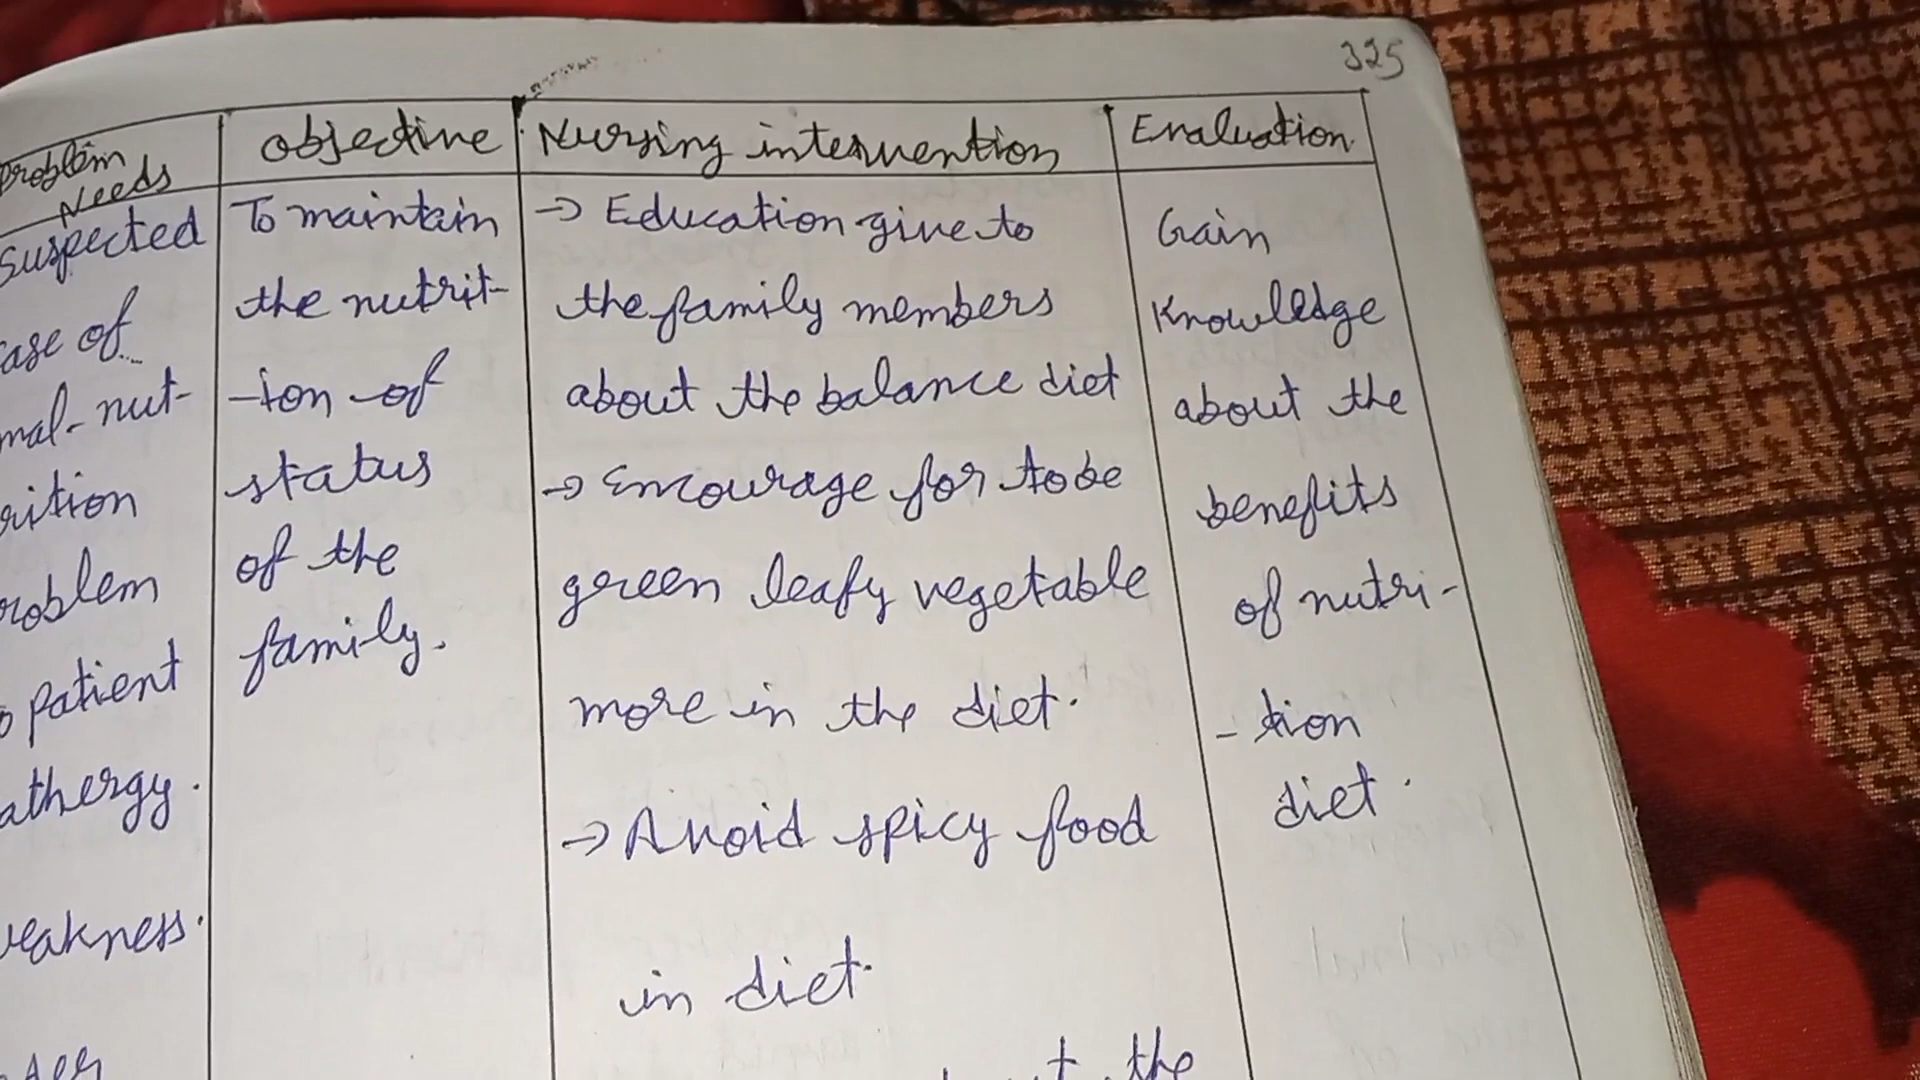 325
Problem Needs
objective
Nursing intervention
Evaluation
Suspected
case of
mal-nut-
rition
problem
patient
athergy.
weakness.
To maintain
the nutrit-
-ion of
status
of the
family.
→ Education give to
the family members
about the balance diet
→ Encourage for to be
green leafy vegetable
more in the diet.
→ Avoid spicy food
in diet.
the
Gain
Knowledge
about the
benefits
of nutri-
-tion
diet.